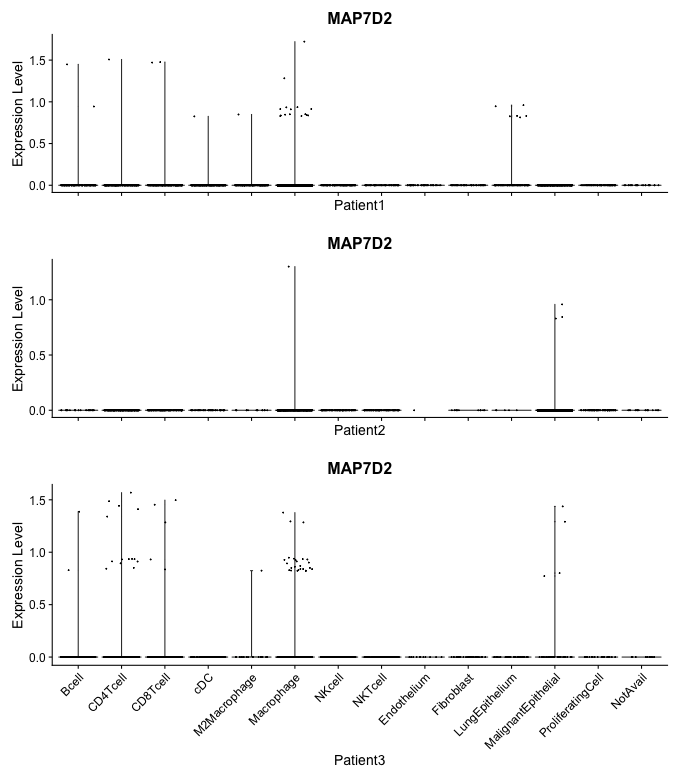 MAP7D2
Expression Level
1.5
1.0
0.5
0.0
Patient1
MAP7D2
Expression Level
1.0
0.5
0.0
Patient2
MAP7D2
Expression Level
1.5
1.0
0.5
0.0
Bcell
CD4Tcell
CD8Tcell
cDC
M2Macrophage
Macrophage
NKcell
NKTcell
Endothelium
Fibroblast
LungEpithelium
MalignantEpithelial
ProliferatingCell
NotAvail
Patient3